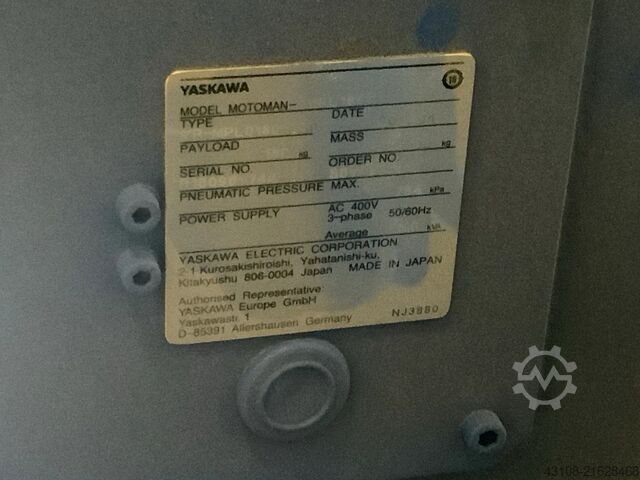 YASKAWA
MODEL MOTOMAN-
TYPE DATE
PAYLOAD kg MASS kg
SERIAL NO. ORDER NO.
PNEUMATIC PRESSURE MAX. kPa
POWER SUPPLY AC 400V
3-phase 50/60Hz
Average kVA
YASKAWA ELECTRIC CORPORATION
2-1 Kurosakishiroishi, Yahatanishi-ku,
Kitakyushu 806-0004 Japan MADE IN JAPAN
Authorised Representative:
YASKAWA Europe GmbH
Yaskawastr. 1
D-85391 Allershausen Germany NJ3880
43108-21628468